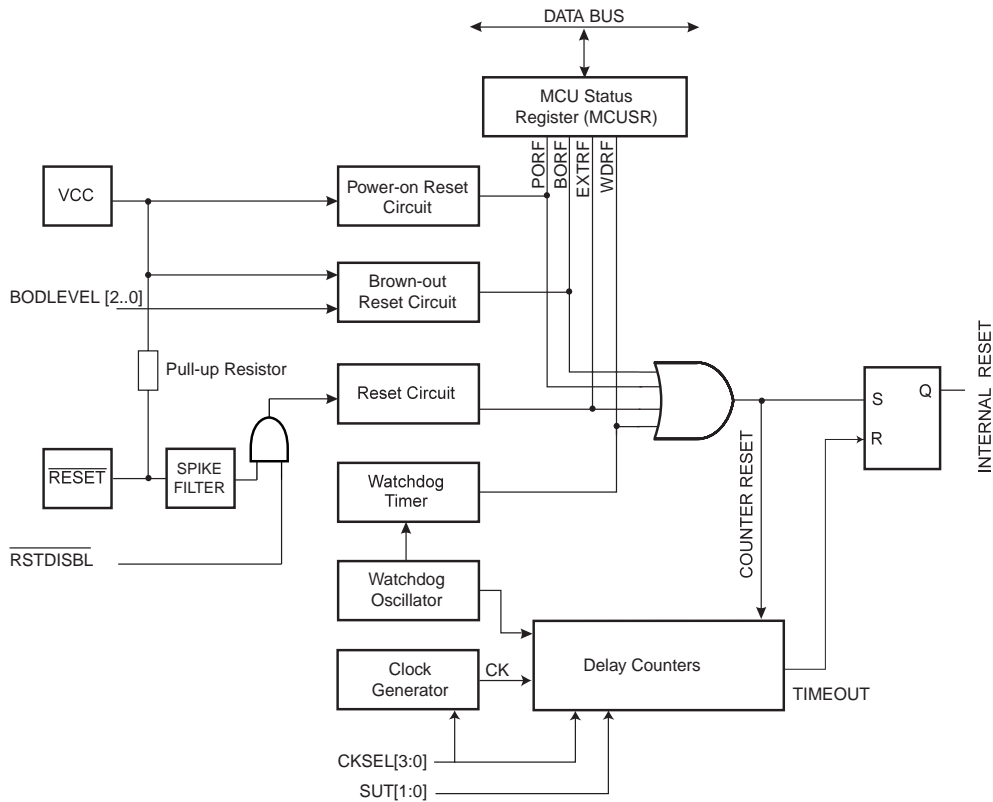 DATA BUS
MCU Status
Register (MCUSR)
PORF
BORF
EXTRF
WDRF
VCC
Power-on Reset
Circuit
BODLEVEL [2..0]
Brown-out
Reset Circuit
Pull-up Resistor
Reset Circuit
S
Q
R
INTERNAL RESET
RESET
SPIKE
FILTER
Watchdog
Timer
COUNTER RESET
RSTDISBL
Watchdog
Oscillator
Delay Counters
Clock
Generator
CK
TIMEOUT
CKSEL[3:0]
SUT[1:0]